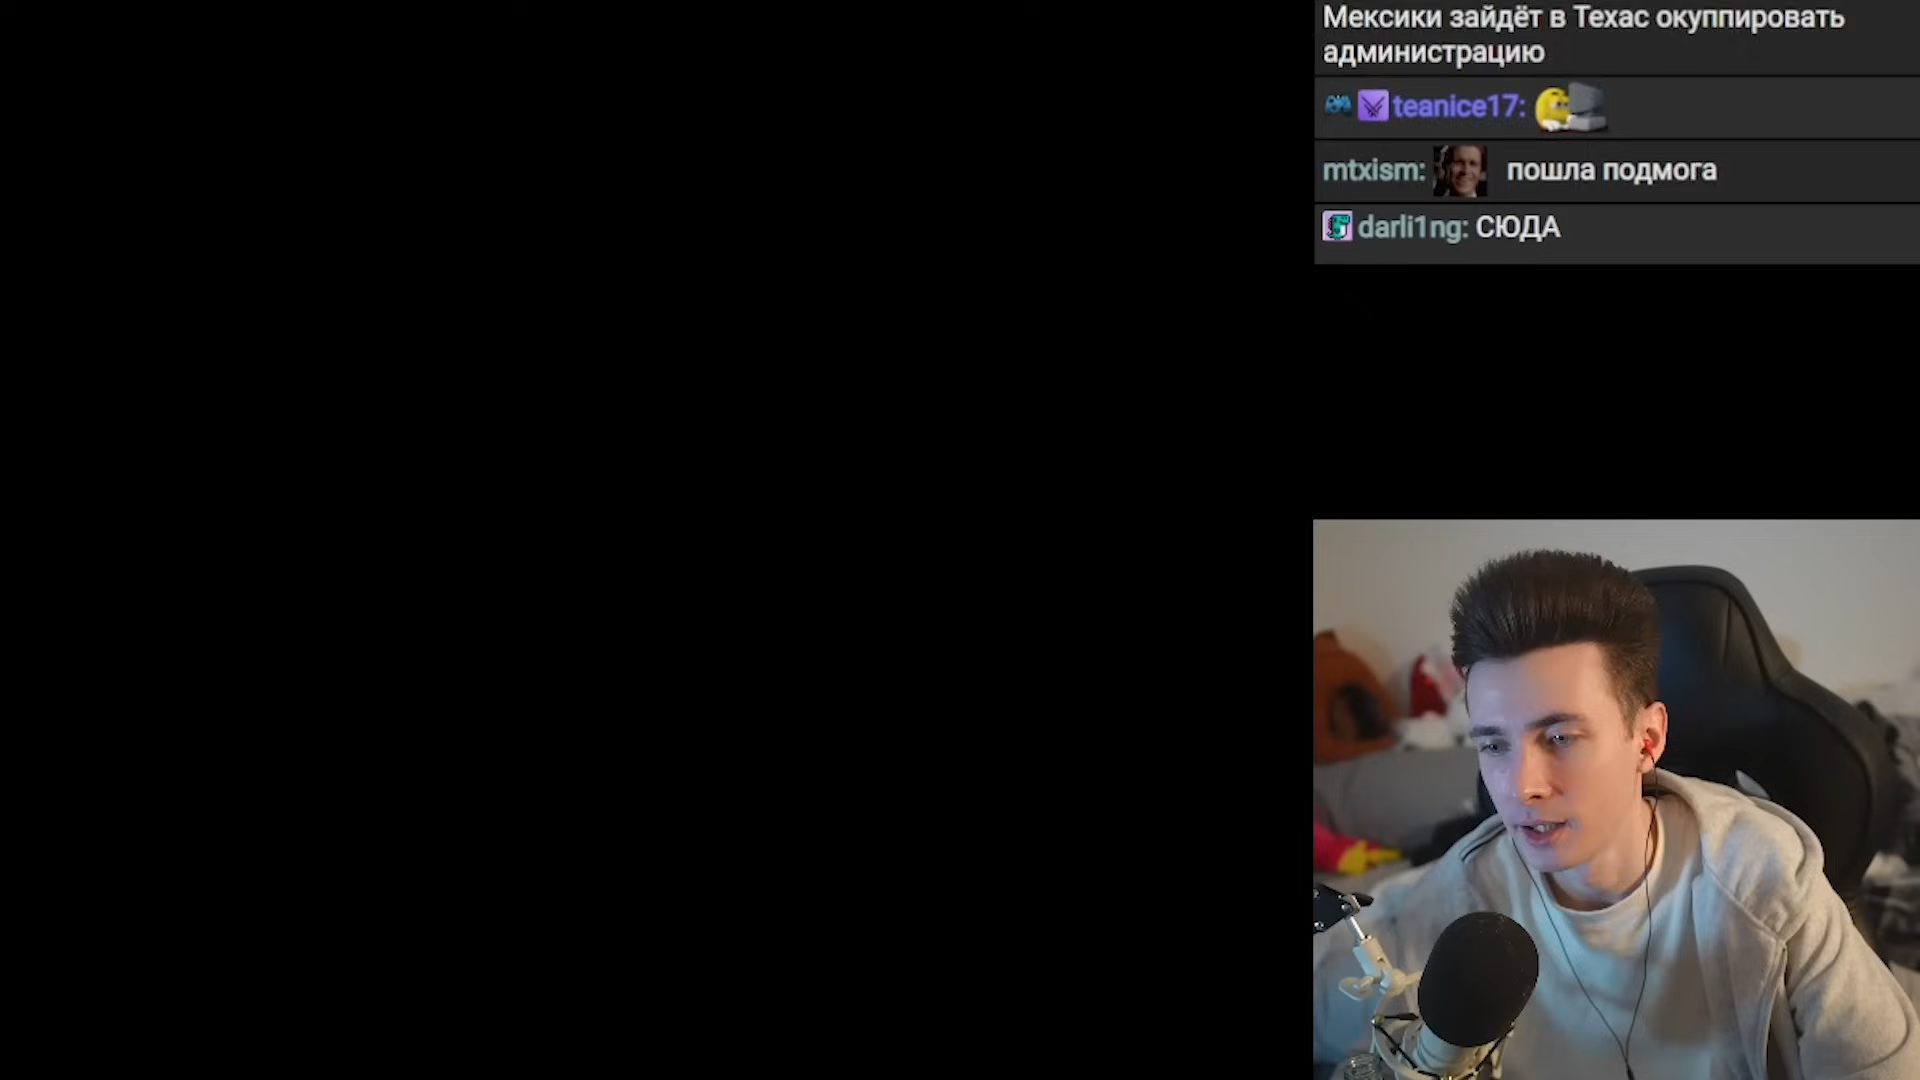 Мексики зайдёт в Техас окуппировать
администрацию
teanice17:
mtxism: пошла подмога
darli1ng: СЮДА